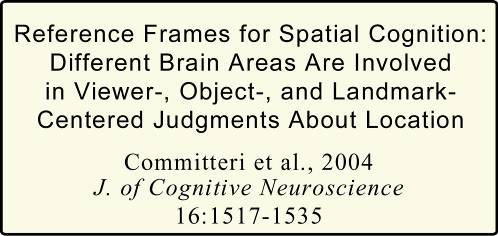 Reference Frames for Spatial Cognition:
Different Brain Areas Are Involved
in Viewer-, Object-, and Landmark-
Centered Judgments About Location
Committeri et al., 2004
J. of Cognitive Neuroscience
16:1517-1535